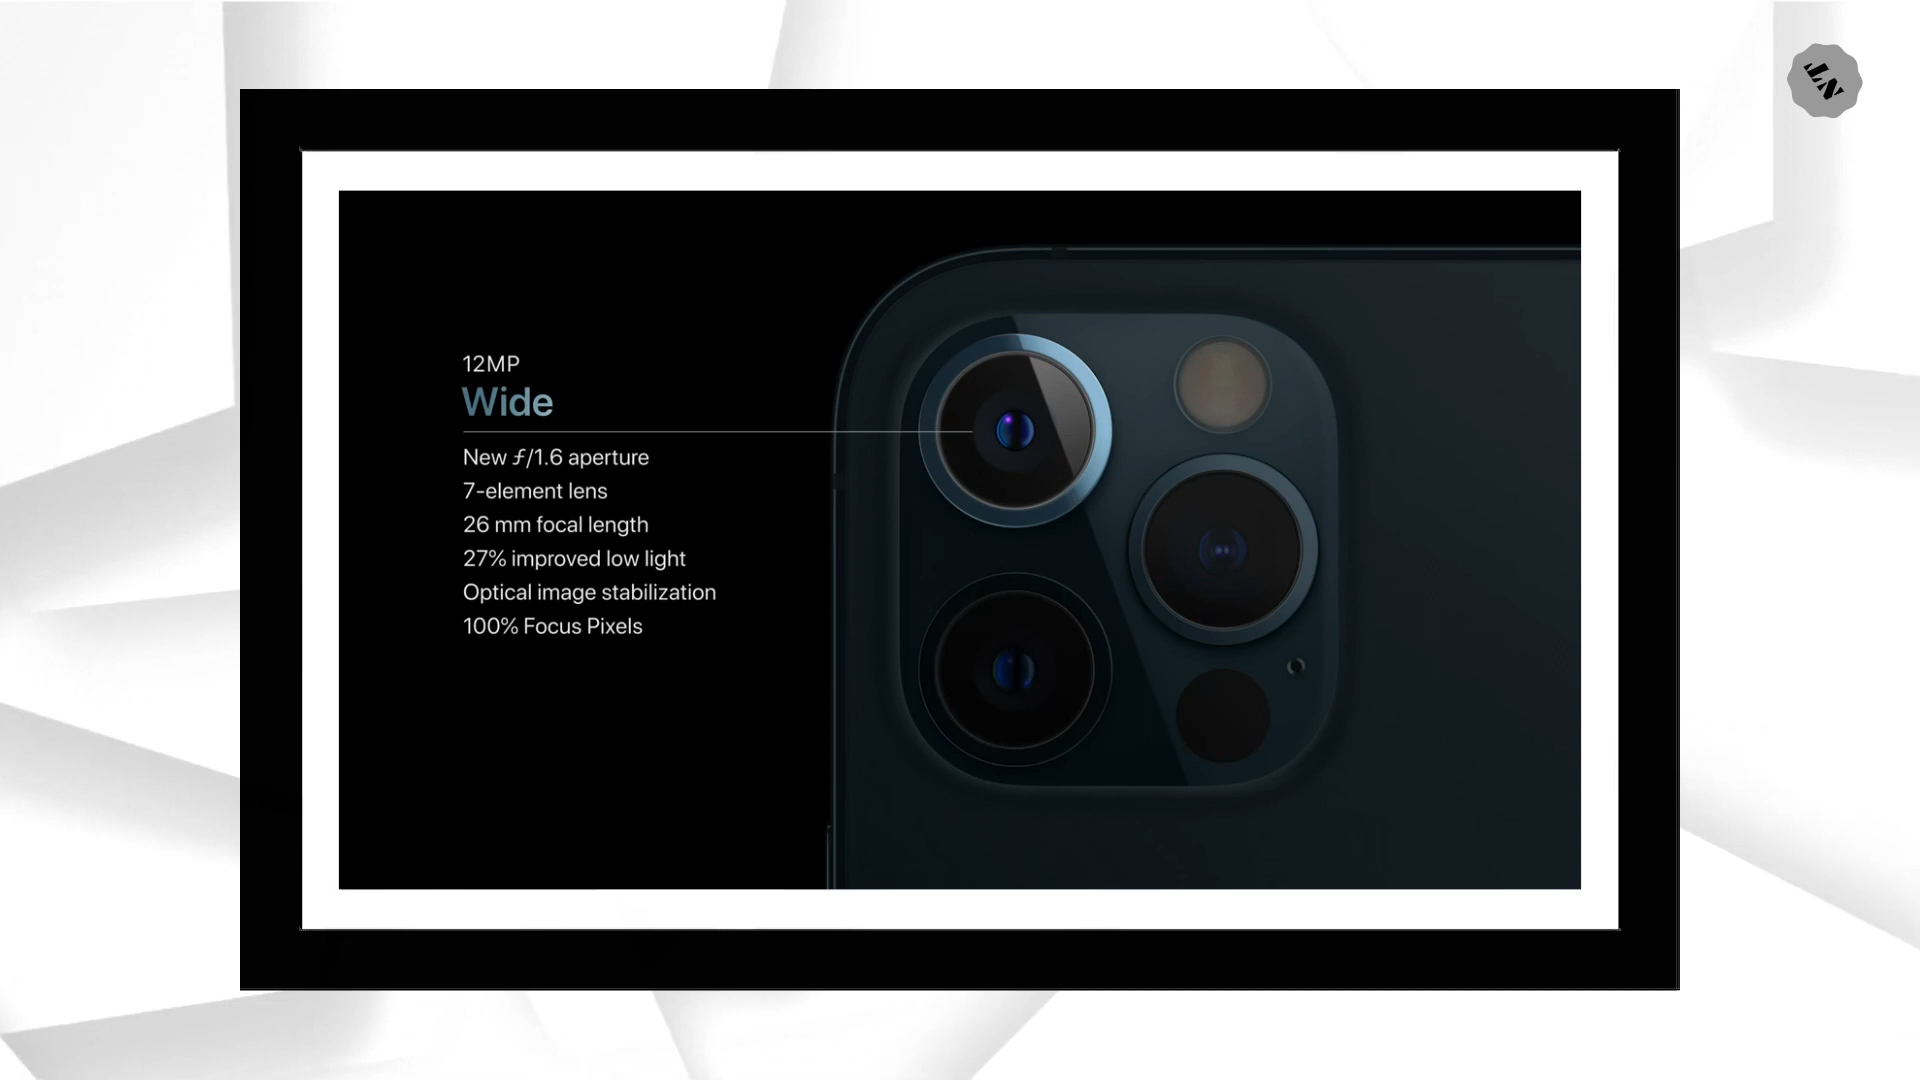 12MP
Wide
New ƒ/1.6 aperture
7-element lens
26 mm focal length
27% improved low light
Optical image stabilization
100% Focus Pixels